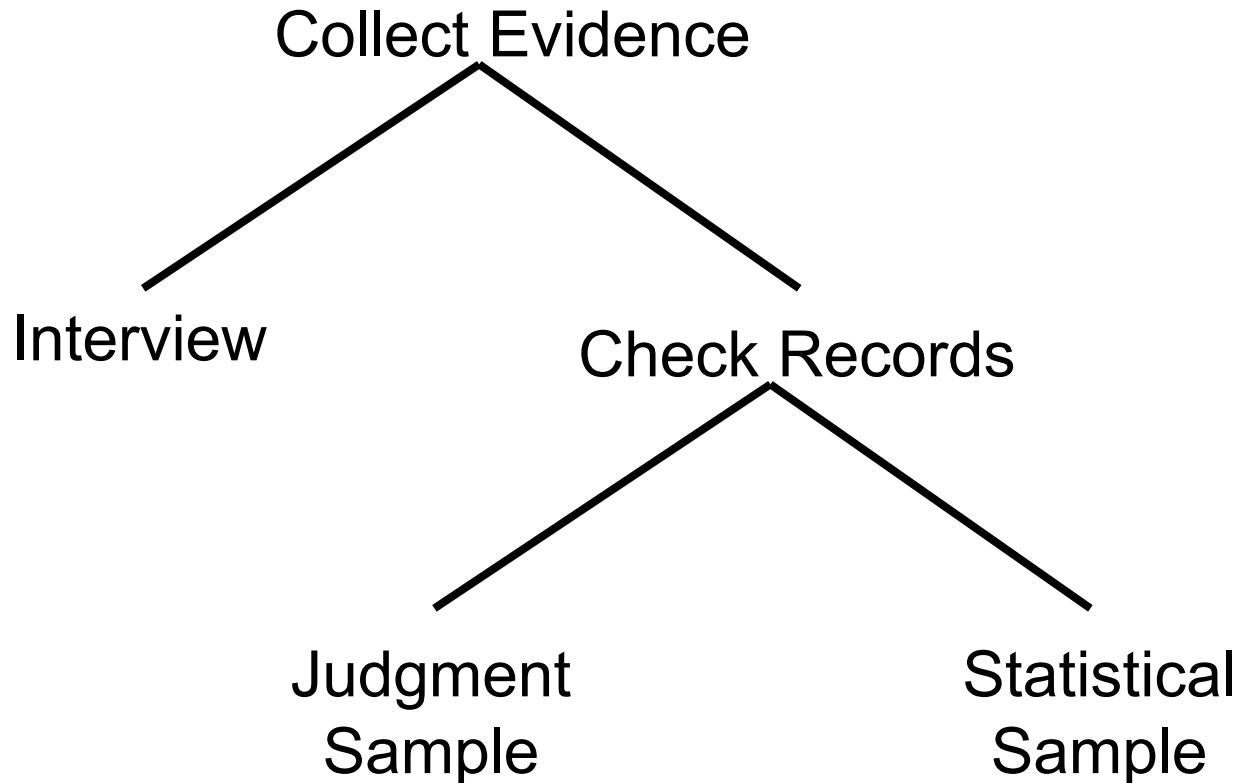 Collect Evidence
Interview
Check Records
Judgment
Sample
Statistical
Sample